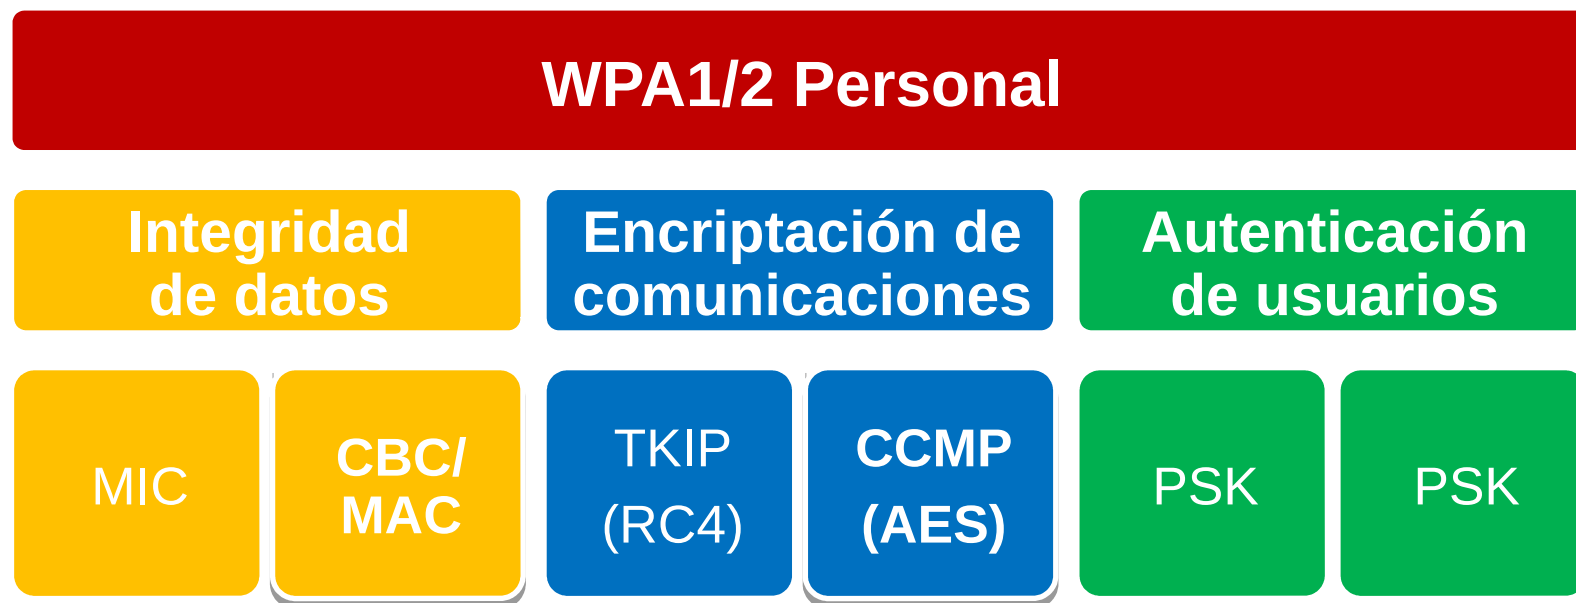 WPA1/2 Personal
Integridad
de datos
Encriptación de
comunicaciones
Autenticación
de usuarios
MIC
CBC/
MAC
TKIP
(RC4)
CCMP
(AES)
PSK
PSK